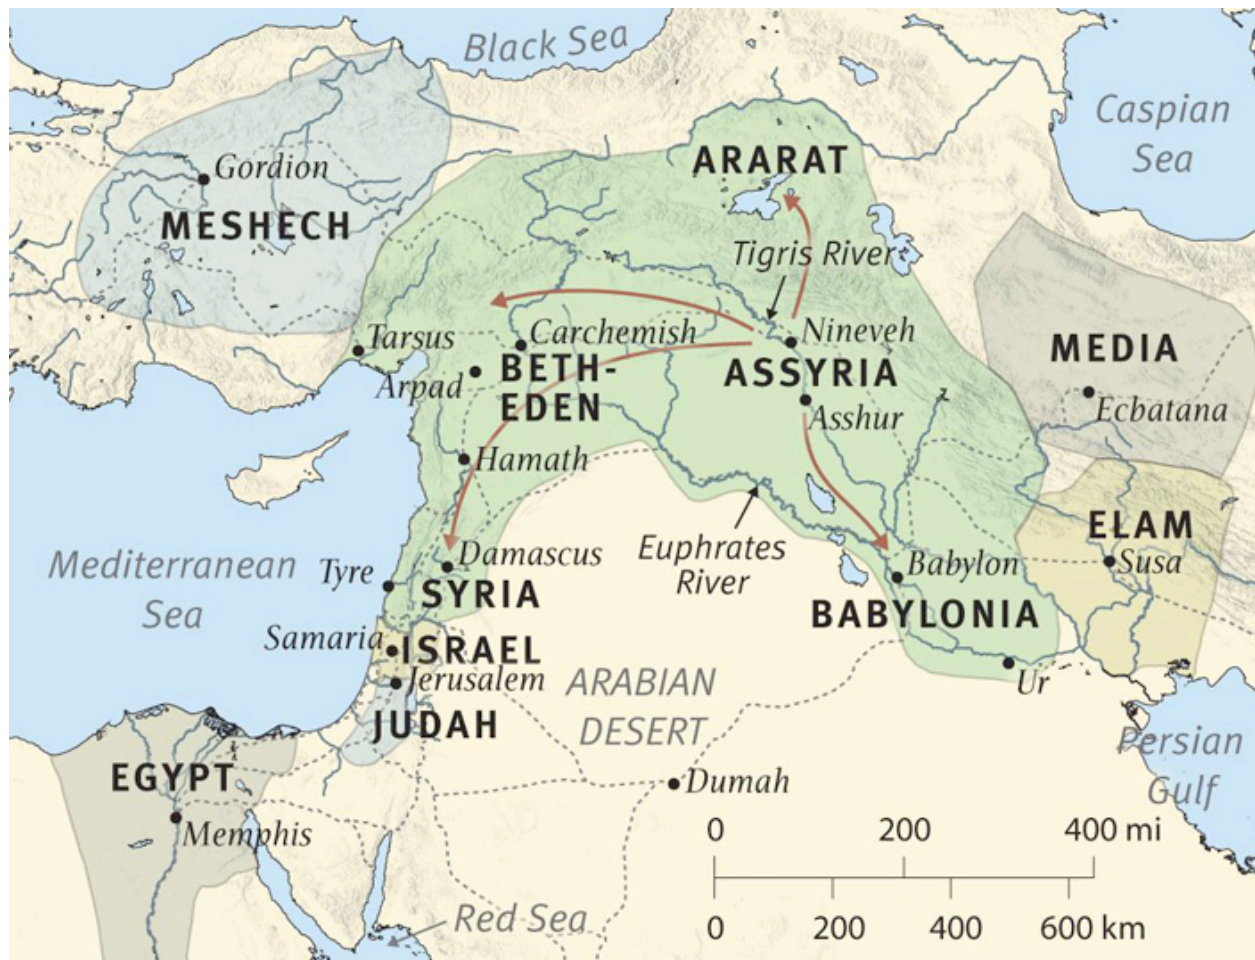 Black Sea
Caspian
Sea
ARARAT
Gordion
MESHECH
Tigris River
Tarsus
Carchemish
Nineveh
MEDIA
Arpad
BETH-
EDEN
ASSYRIA
Ecbatana
Asshur
Hamath
ELAM
Mediterranean
Sea
Tyre
Damascus
Euphrates
River
Babylon
Susa
SYRIA
BABYLONIA
Samaria
ISRAEL
Jerusalem
ARABIAN
DESERT
Ur
JUDAH
Persian
Gulf
EGYPT
Dumah
Memphis
0 200 400 mi
0 200 400 600 km
Red Sea